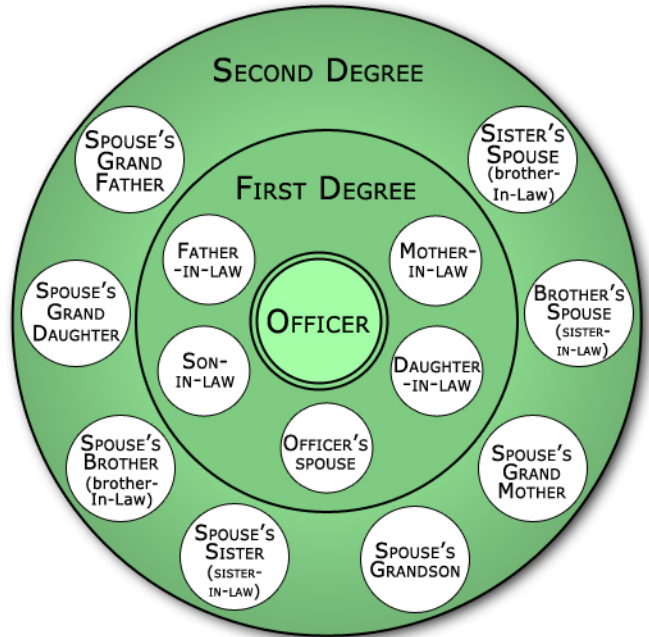 SECOND DEGREE
SPOUSE'S
GRAND
FATHER
SISTER'S
SPOUSE
(brother-
In-Law)
FIRST DEGREE
FATHER
-IN-LAW
MOTHER-
IN-LAW
SPOUSE'S
GRAND
DAUGHTER
OFFICER
BROTHER'S
SPOUSE
(SISTER-
IN-LAW)
SON-
IN-LAW
DAUGHTER
-IN-LAW
OFFICER'S
SPOUSE
SPOUSE'S
BROTHER
(brother-
In-Law)
SPOUSE'S
GRAND
MOTHER
SPOUSE'S
SISTER
(SISTER-
IN-LAW)
SPOUSE'S
GRANDSON